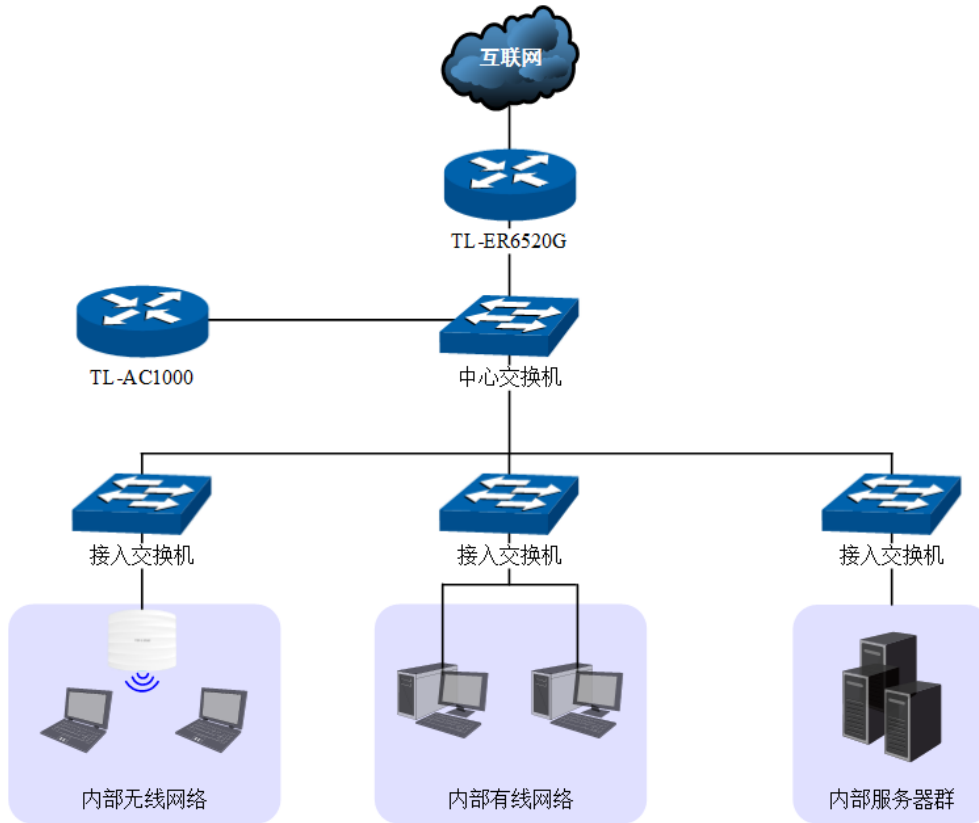 互联网
TL-ER6520G
TL-AC1000
中心交换机
接入交换机
接入交换机
接入交换机
内部无线网络
内部有线网络
内部服务器群